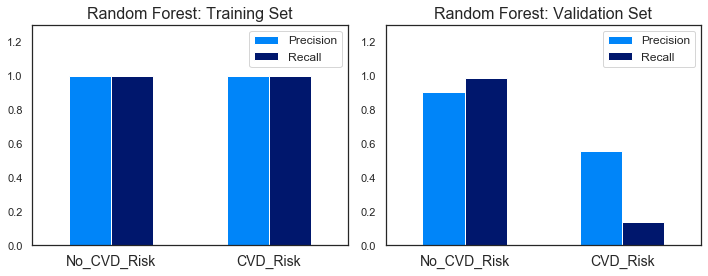 Random Forest: Training Set
1.2
1.0
0.8
0.6
0.4
0.2
0.0
Precision
Recall
No_CVD_Risk
CVD_Risk
Random Forest: Validation Set
1.2
1.0
0.8
0.6
0.4
0.2
0.0
Precision
Recall
No_CVD_Risk
CVD_Risk